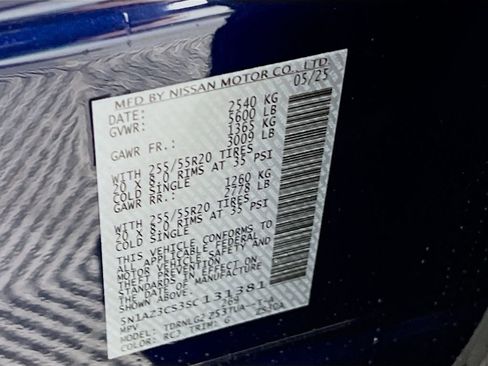 MFD BY NISSAN MOTOR CO., LTD.
DATE: 05/25
GVWR: 2540 KG
5600 LB
GAWR FR.: 1365 KG
3009 LB
WITH 255/55R20 TIRES
20 X 8.0 RIMS AT 35 PSI
COLD SINGLE
GAWR RR.: 1260 KG
2778 LB
WITH 255/55R20 TIRES
20 X 8.0 RIMS AT 35 PSI
COLD SINGLE
THIS VEHICLE CONFORMS TO
ALL APPLICABLE FEDERAL
MOTOR VEHICLE SAFETY AND
THEFT PREVENTION
STANDARDS IN EFFECT ON
THE DATE OF MANUFACTURE
SHOWN ABOVE.
5N1AZ3CS3SC131381
MPV
MODEL:
COLOR: RCJ TRIM: G